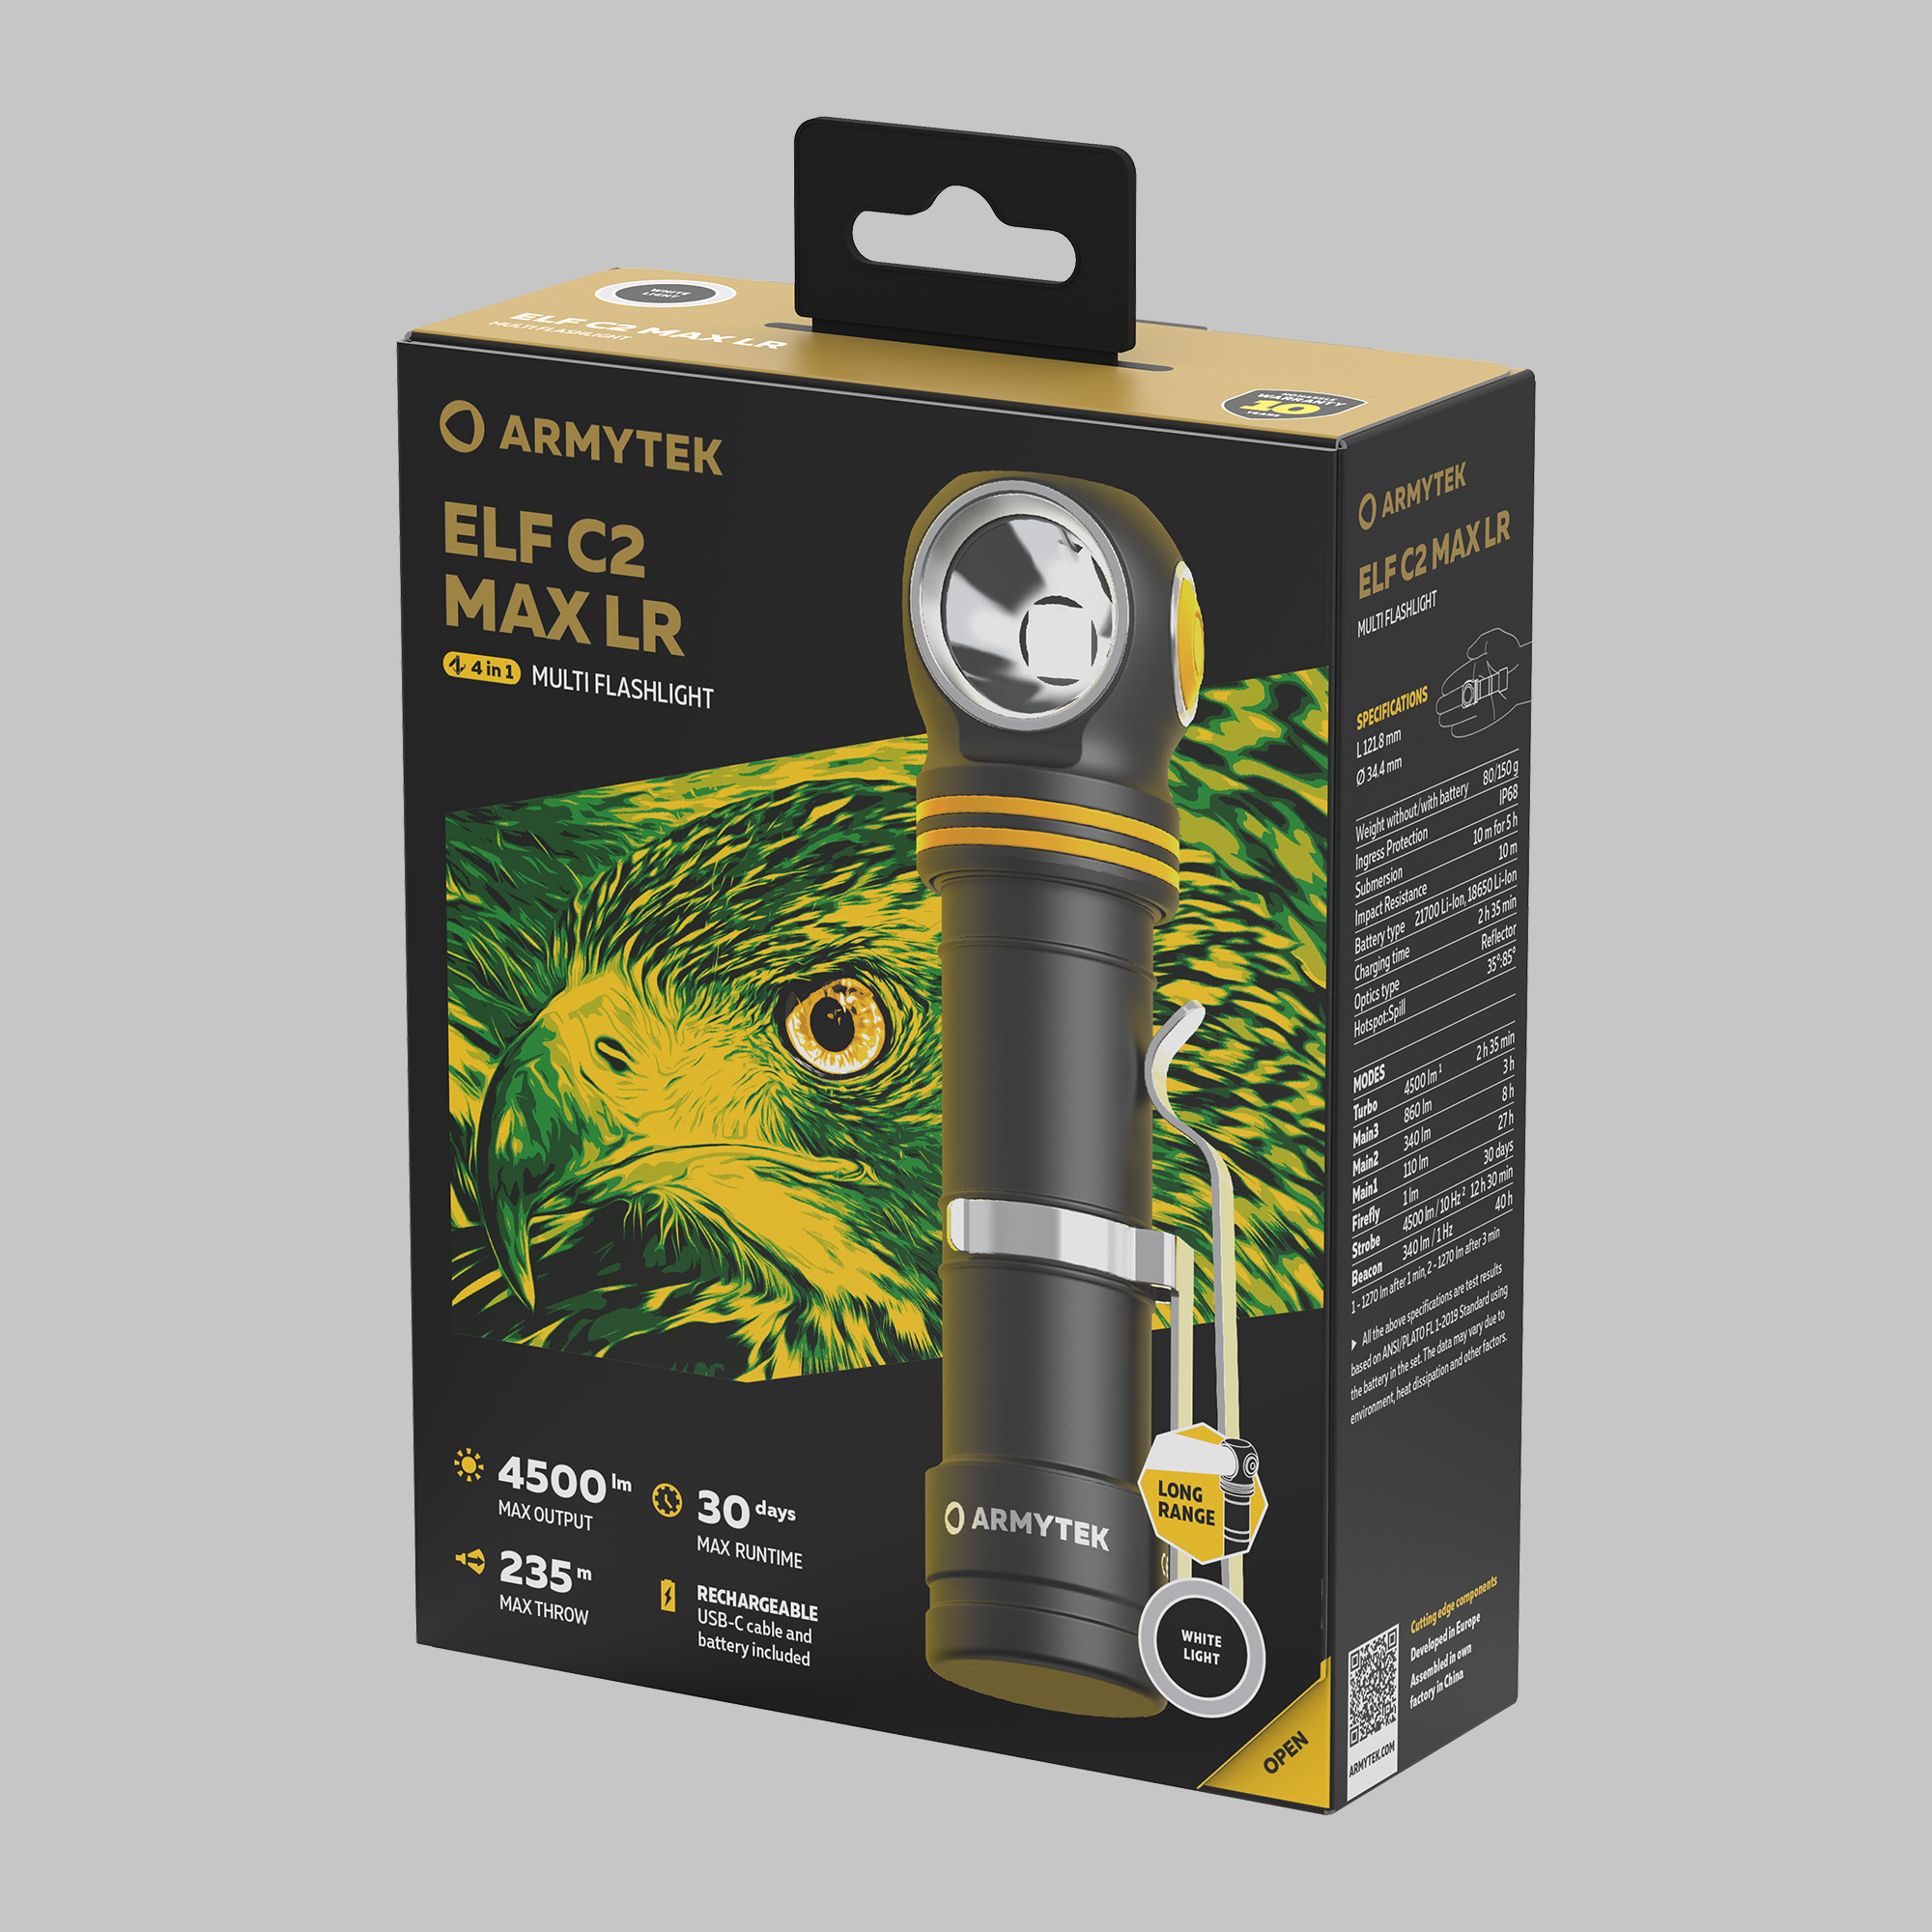 WHITE
LIGHT
ELF C2 MAX LR
MULTI FLASHLIGHT
NO HASSLE
WARRANTY
10
YEARS
ARMYTEK
ELF C2
MAX LR
4 in 1 MULTI FLASHLIGHT
4500 lm
MAX OUTPUT
30 days
MAX RUNTIME
235 m
MAX THROW
RECHARGEABLE
USB-C cable and
battery included
ARMYTEK
LONG
RANGE
WHITE
LIGHT
OPEN
ARMYTEK
ELF C2 MAX LR
MULTI FLASHLIGHT
SPECIFICATIONS
L 121.8 mm
Ø 34.4 mm
Weight without/with battery 80/150 g
Ingress Protection IP68
Submersion 10 m for 5 h
Impact Resistance 10 m
Battery type 21700 Li-Ion, 18650 Li-Ion
Charging time 2 h 35 min
Optics type Reflector
Hotspot:Spill 35°:85°
MODES
Turbo 4500 lm ¹ 2 h 35 min
Main3 860 lm 3 h
Main2 340 lm 8 h
Main1 110 lm 27 h
Firefly 1 lm 30 days
Strobe 4500 lm / 10 Hz ² 12 h 30 min
Beacon 340 lm / 1 Hz 40 h
1 - 1270 lm after 1 min, 2 - 1270 lm after 3 min
All the above specifications are test results
based on ANSI/PLATO FL 1-2019 Standard using
the battery in the set. The data may vary due to
environment, heat dissipation and other factors.
Cutting edge components
Developed in Europe
Assembled in own
factory in China
ARMYTEK.COM